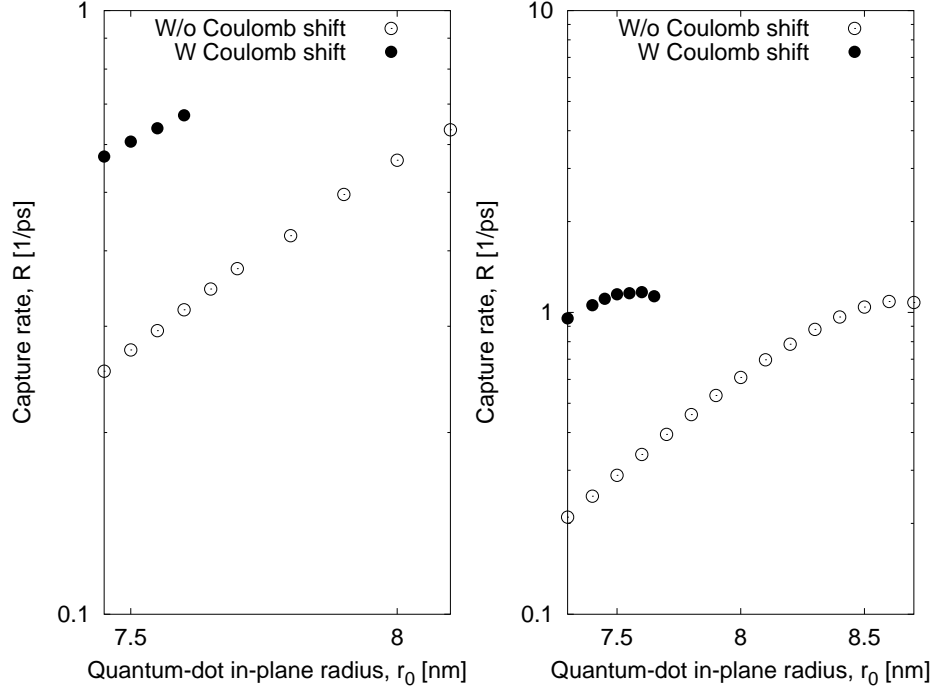 1
W/o Coulomb shift
W Coulomb shift
Capture rate, R [1/ps]
0.1
7.5 8
Quantum-dot in-plane radius, r0 [nm]
10
W/o Coulomb shift
W Coulomb shift
Capture rate, R [1/ps]
1
0.1
7.5 8 8.5
Quantum-dot in-plane radius, r0 [nm]